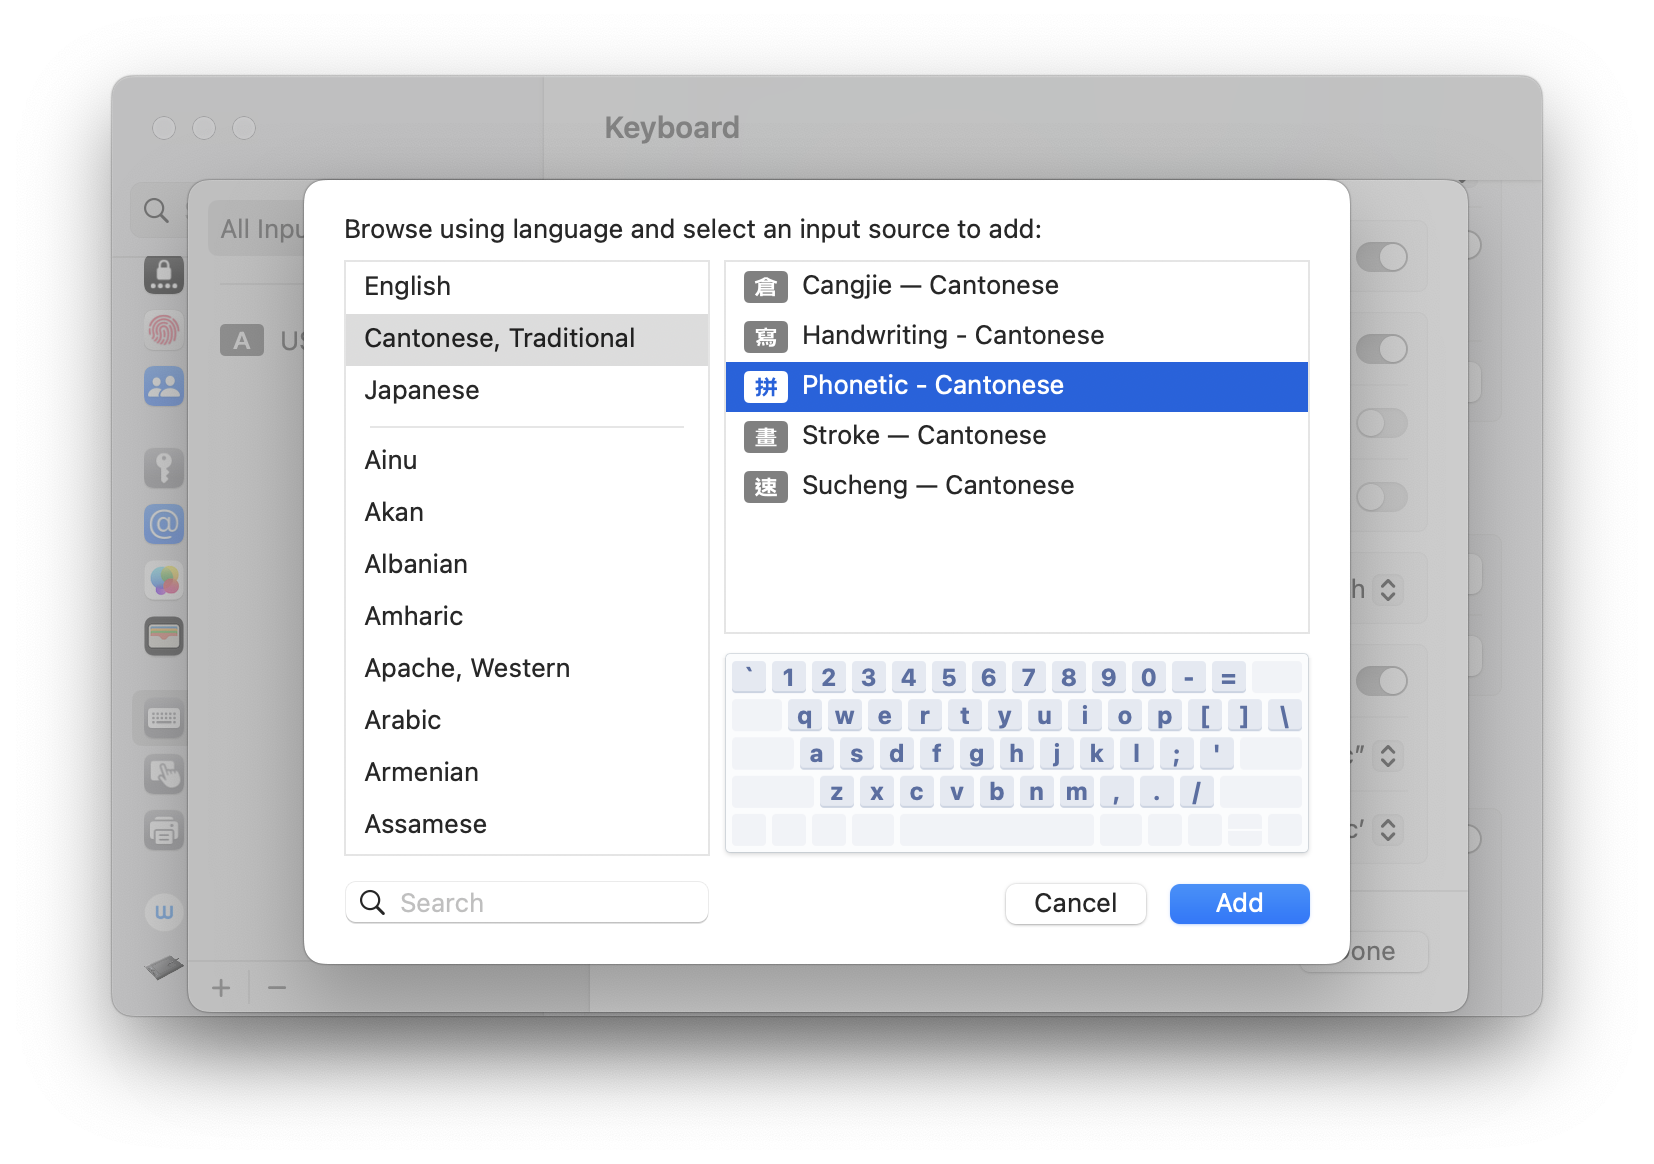 Keyboard
All Inpu
A US
Browse using language and select an input source to add:
English
Cantonese, Traditional
Japanese
Ainu
Akan
Albanian
Amharic
Apache, Western
Arabic
Armenian
Assamese
倉 Cangjie — Cantonese
寫 Handwriting - Cantonese
拼 Phonetic - Cantonese
畫 Stroke — Cantonese
速 Sucheng — Cantonese
` 1 2 3 4 5 6 7 8 9 0 - =
q w e r t y u i o p [ ] \
a s d f g h j k l ; '
z x c v b n m , . /
Search
Cancel
Add
h
c”
c’
one
+ −